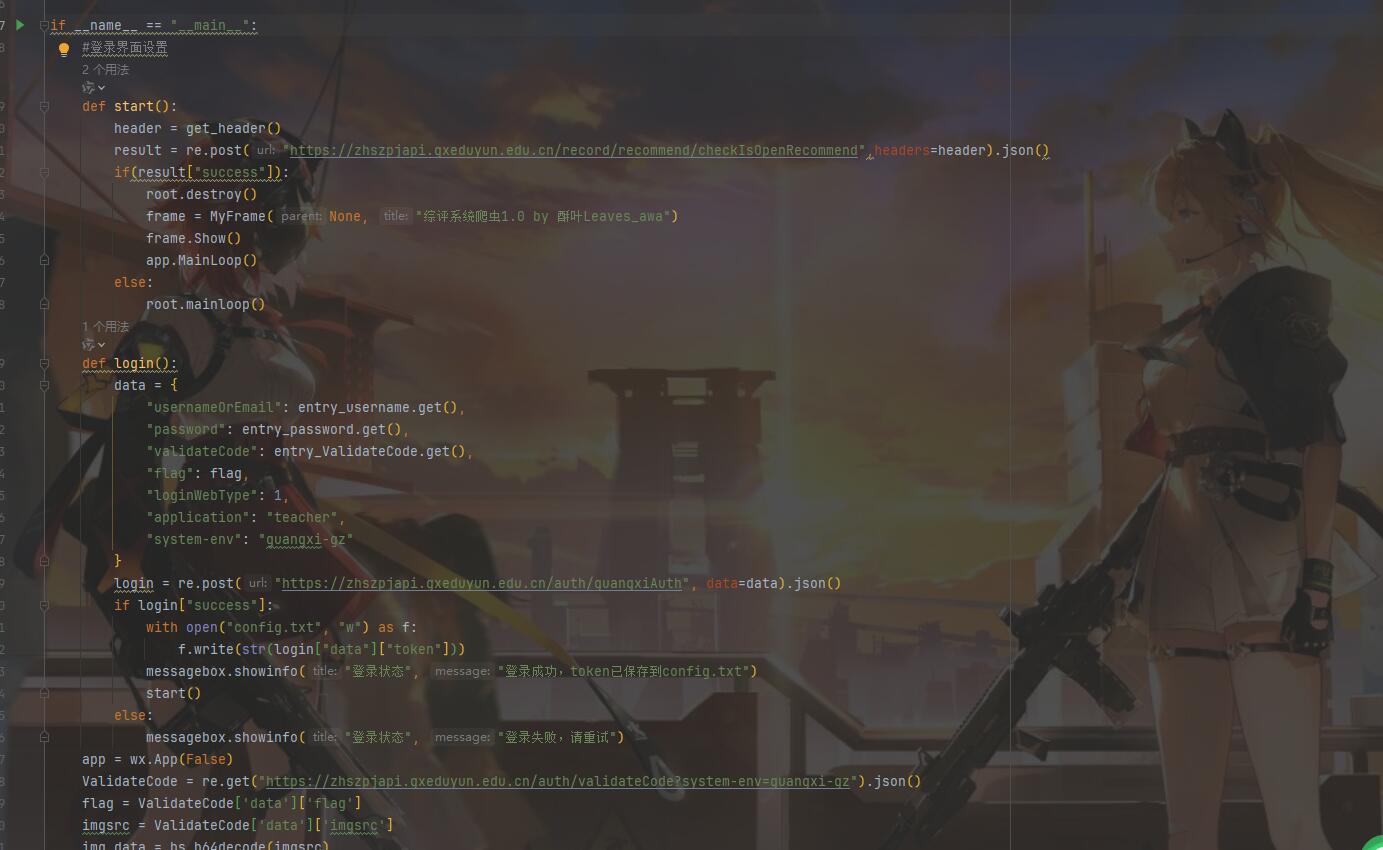 if __name__ == "__main__":
#登录界面设置
2 个用法
def start():
header = get_header()
result = re.post( url: "https://zhszpjapi.gxeduyun.edu.cn/record/recommend/checkIsOpenRecommend",headers=header).json()
if(result["success"]):
root.destroy()
frame = MyFrame( parent: None, title: "综评系统爬虫1.0 by 酥叶Leaves_awa")
frame.Show()
app.MainLoop()
else:
root.mainloop()
1 个用法
def login():
data = {
"usernameOrEmail": entry_username.get(),
"password": entry_password.get(),
"validateCode": entry_ValidateCode.get(),
"flag": flag,
"loginWebType": 1,
"application": "teacher",
"system-env": "guangxi-gz"
}
login = re.post( url: "https://zhszpjapi.gxeduyun.edu.cn/auth/guangxiAuth", data=data).json()
if login["success"]:
with open("config.txt", "w") as f:
f.write(str(login["data"]["token"]))
messagebox.showinfo( title: "登录状态", message: "登录成功，token已保存到config.txt")
start()
else:
messagebox.showinfo( title: "登录状态", message: "登录失败，请重试")
app = wx.App(False)
ValidateCode = re.get("https://zhszpjapi.gxeduyun.edu.cn/auth/validateCode?system-env=guangxi-gz").json()
flag = ValidateCode['data']['flag']
imgsrc = ValidateCode['data']['imgsrc']
img_data = bs.b64decode(imgsrc)